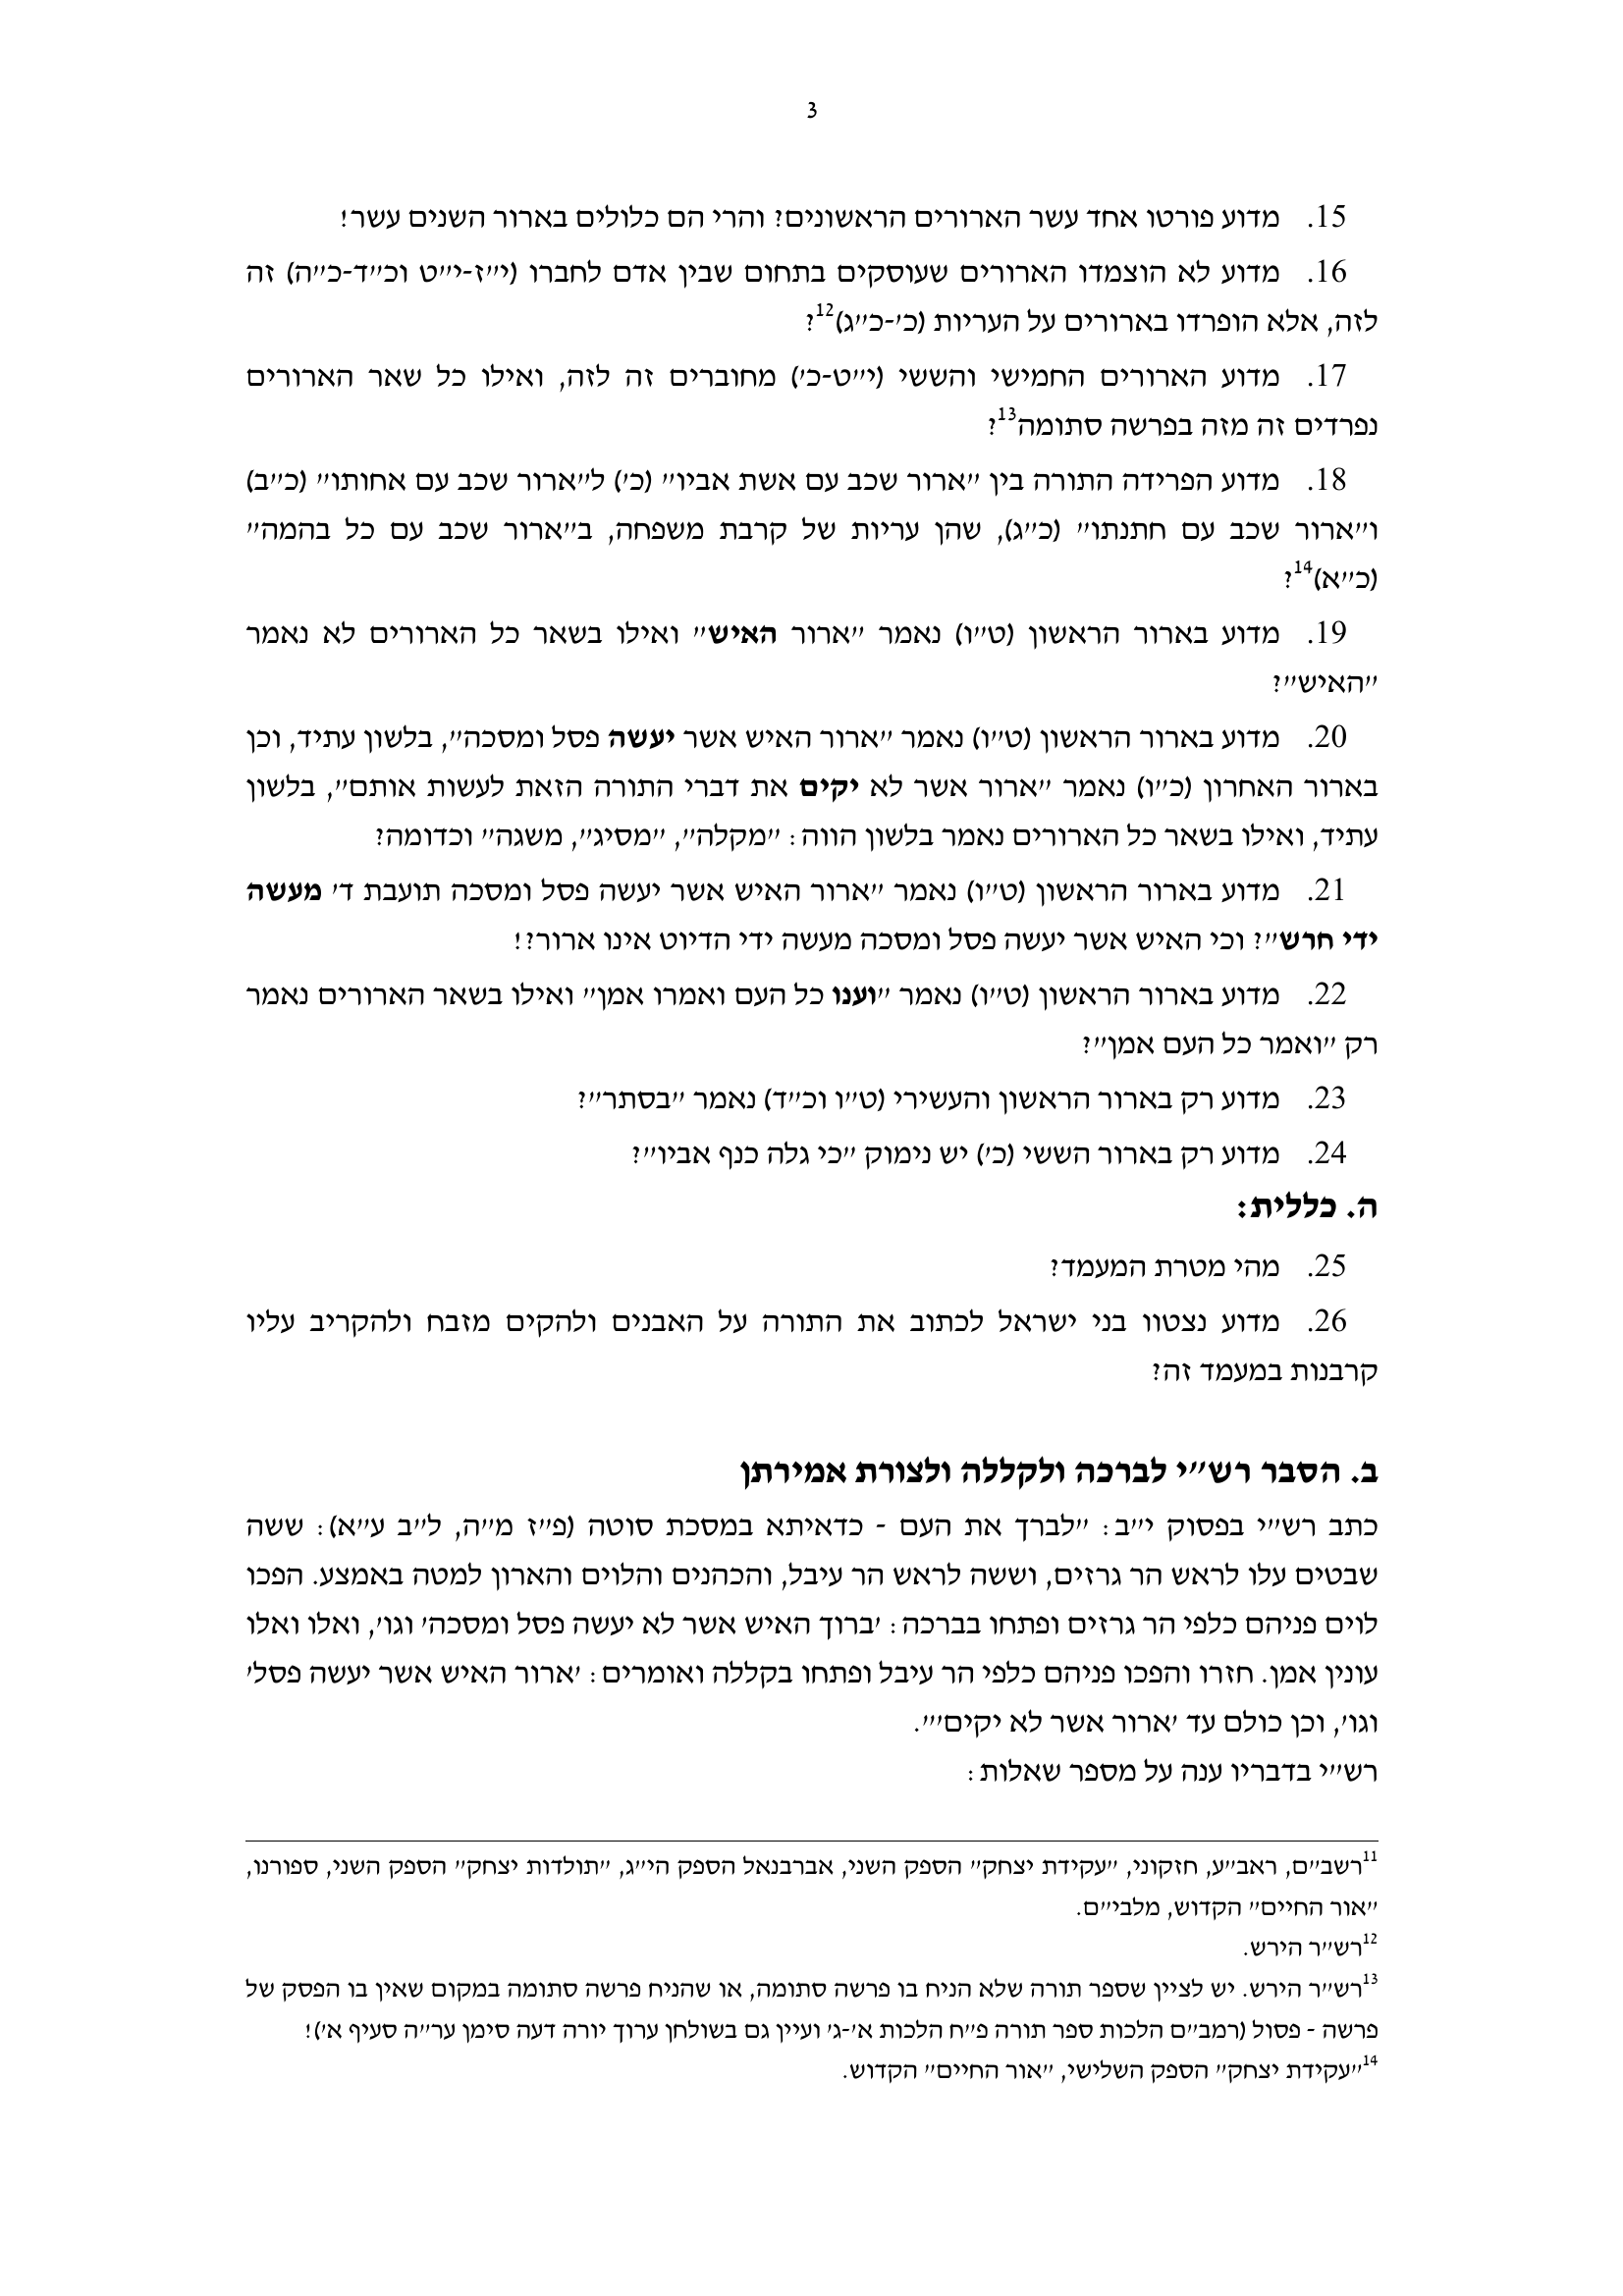 3
15. מדוע פורטו אחד עשר הארורים הראשונים? והרי הם כלולים בארור השנים עשר!
16. מדוע לא הוצמדו הארורים שעוסקים בתחום שבין אדם לחברו (י״ז-י״ט וכ״ד-כ״ה) זה
לזה, אלא הופרדו בארורים על העריות (כ׳-כ״ג)12?
17. מדוע הארורים החמישי והששי (י״ט-כ׳) מחוברים זה לזה, ואילו כל שאר הארורים
נפרדים זה מזה בפרשה סתומה13?
18. מדוע הפרידה התורה בין ״ארור שכב עם אשת אביו״ (כ׳) ל״ארור שכב עם אחותו״ (כ״ב)
ו״ארור שכב עם חתנתו״ (כ״ג), שהן עריות של קרבת משפחה, ב״ארור שכב עם כל בהמה״
(כ״א)14?
19. מדוע בארור הראשון (ט״ו) נאמר ״ארור האיש״ ואילו בשאר כל הארורים לא נאמר
״האיש״?
20. מדוע בארור הראשון (ט״ו) נאמר ״ארור האיש אשר יעשה פסל ומסכה״, בלשון עתיד, וכן
בארור האחרון (כ״ו) נאמר ״ארור אשר לא יקים את דברי התורה הזאת לעשות אותם״, בלשון
עתיד, ואילו בשאר כל הארורים נאמר בלשון הווה: ״מקלה״, ״מסיג״, משגה״ וכדומה?
21. מדוע בארור הראשון (ט״ו) נאמר ״ארור האיש אשר יעשה פסל ומסכה תועבת ד׳ מעשה
ידי חרש״? וכי האיש אשר יעשה פסל ומסכה מעשה ידי הדיוט אינו ארור?!
22. מדוע בארור הראשון (ט״ו) נאמר ״וענו כל העם ואמרו אמן״ ואילו בשאר הארורים נאמר
רק ״ואמר כל העם אמן״?
23. מדוע רק בארור הראשון והעשירי (ט״ו וכ״ד) נאמר ״בסתר״?
24. מדוע רק בארור הששי (כ׳) יש נימוק ״כי גלה כנף אביו״?
ה. כללית:
25. מהי מטרת המעמד?
26. מדוע נצטוו בני ישראל לכתוב את התורה על האבנים ולהקים מזבח ולהקריב עליו
קרבנות במעמד זה?
ב. הסבר רש״י לברכה ולקללה ולצורת אמירתן
כתב רש״י בפסוק י״ב: ״לברך את העם - כדאיתא במסכת סוטה (פ״ז מ״ה, ל״ב ע״א): ששה
שבטים עלו לראש הר גרזים, וששה לראש הר עיבל, והכהנים והלוים והארון למטה באמצע. הפכו
לוים פניהם כלפי הר גרזים ופתחו בברכה: ׳ברוך האיש אשר לא יעשה פסל ומסכה׳ וגו׳, ואלו ואלו
עונין אמן. חזרו והפכו פניהם כלפי הר עיבל ופתחו בקללה ואומרים: ׳ארור האיש אשר יעשה פסל׳
וגו׳, וכן כולם עד ׳ארור אשר לא יקים׳״.
רש״י בדבריו ענה על מספר שאלות:
11רשב״ם, ראב״ע, חזקוני, ״עקידת יצחק״ הספק השני, אברבנאל הספק הי״ג, ״תולדות יצחק״ הספק השני, ספורנו,
״אור החיים״ הקדוש, מלבי״ם.
12רש״ר הירש.
13רש״ר הירש. יש לציין שספר תורה שלא הניח בו פרשה סתומה, או שהניח פרשה סתומה במקום שאין בו הפסק של
פרשה - פסול (רמב״ם הלכות ספר תורה פ״ח הלכות א׳-ג׳ ועיין גם בשולחן ערוך יורה דעה סימן ער״ה סעיף א׳)!
14״עקידת יצחק״ הספק השלישי, ״אור החיים״ הקדוש.